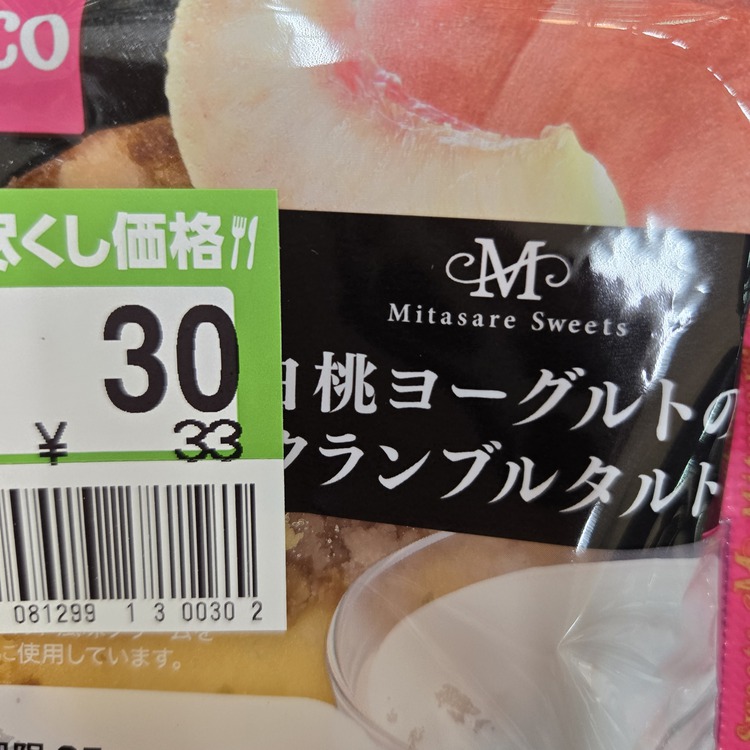 CO
くし価格
30
¥ 33
081299 1 3 0030 2
M
Mitasare Sweets
白桃ヨーグルトの
クランブルタルト
に使用しています。